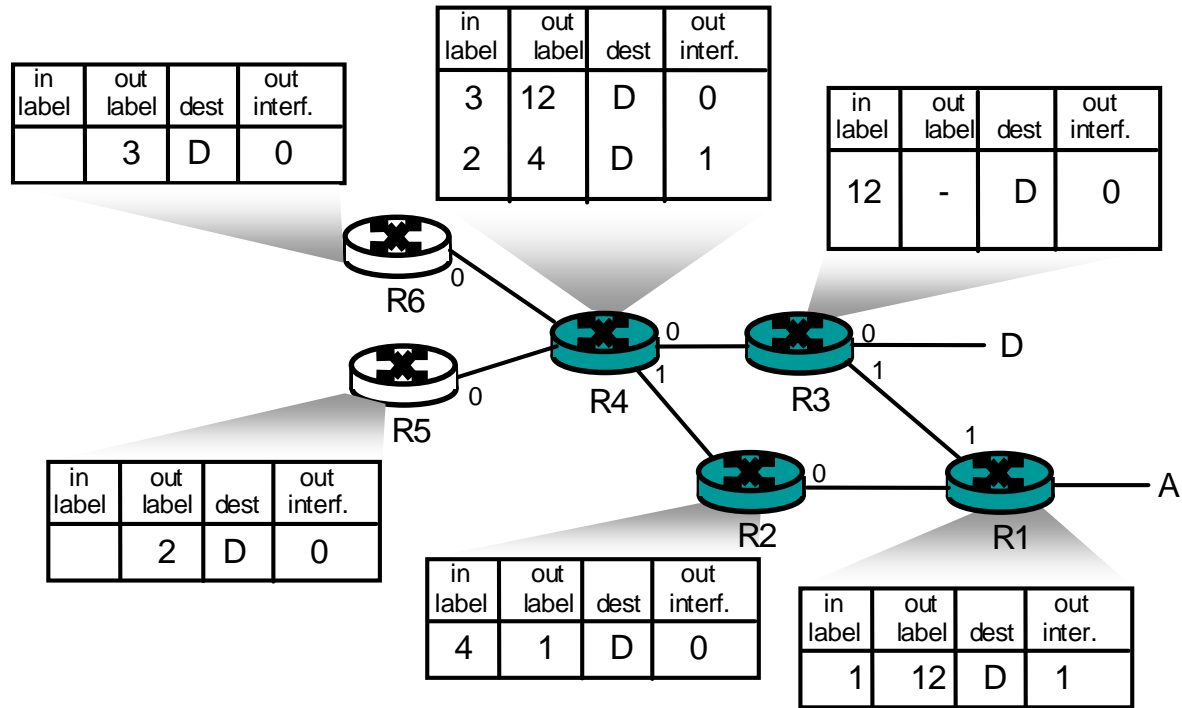 in out out
label label dest interf.
3 12 D 0
2 4 D 1
in out out
label label dest interf.
3 D 0
in out out
label label dest interf.
12 - D 0
0
R6
0
R5
0
1
R4
0
1
R3
D
0
R2
1
R1
A
in out out
label label dest interf.
2 D 0
in out out
label label dest interf.
4 1 D 0
in out out
label label dest inter.
1 12 D 1